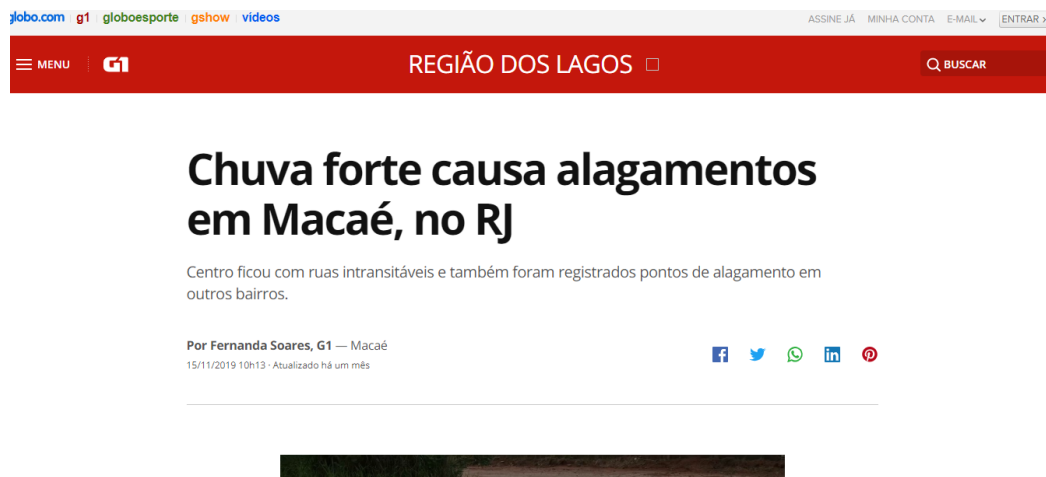 globo.com g1 globoesporte gshow vídeos ASSINE JÁ MINHA CONTA E-MAIL ENTRAR ›
MENU G1 REGIÃO DOS LAGOS BUSCAR
Chuva forte causa alagamentos
em Macaé, no RJ
Centro ficou com ruas intransitáveis e também foram registrados pontos de alagamento em
outros bairros.
Por Fernanda Soares, G1 — Macaé
15/11/2019 10h13 · Atualizado há um mês